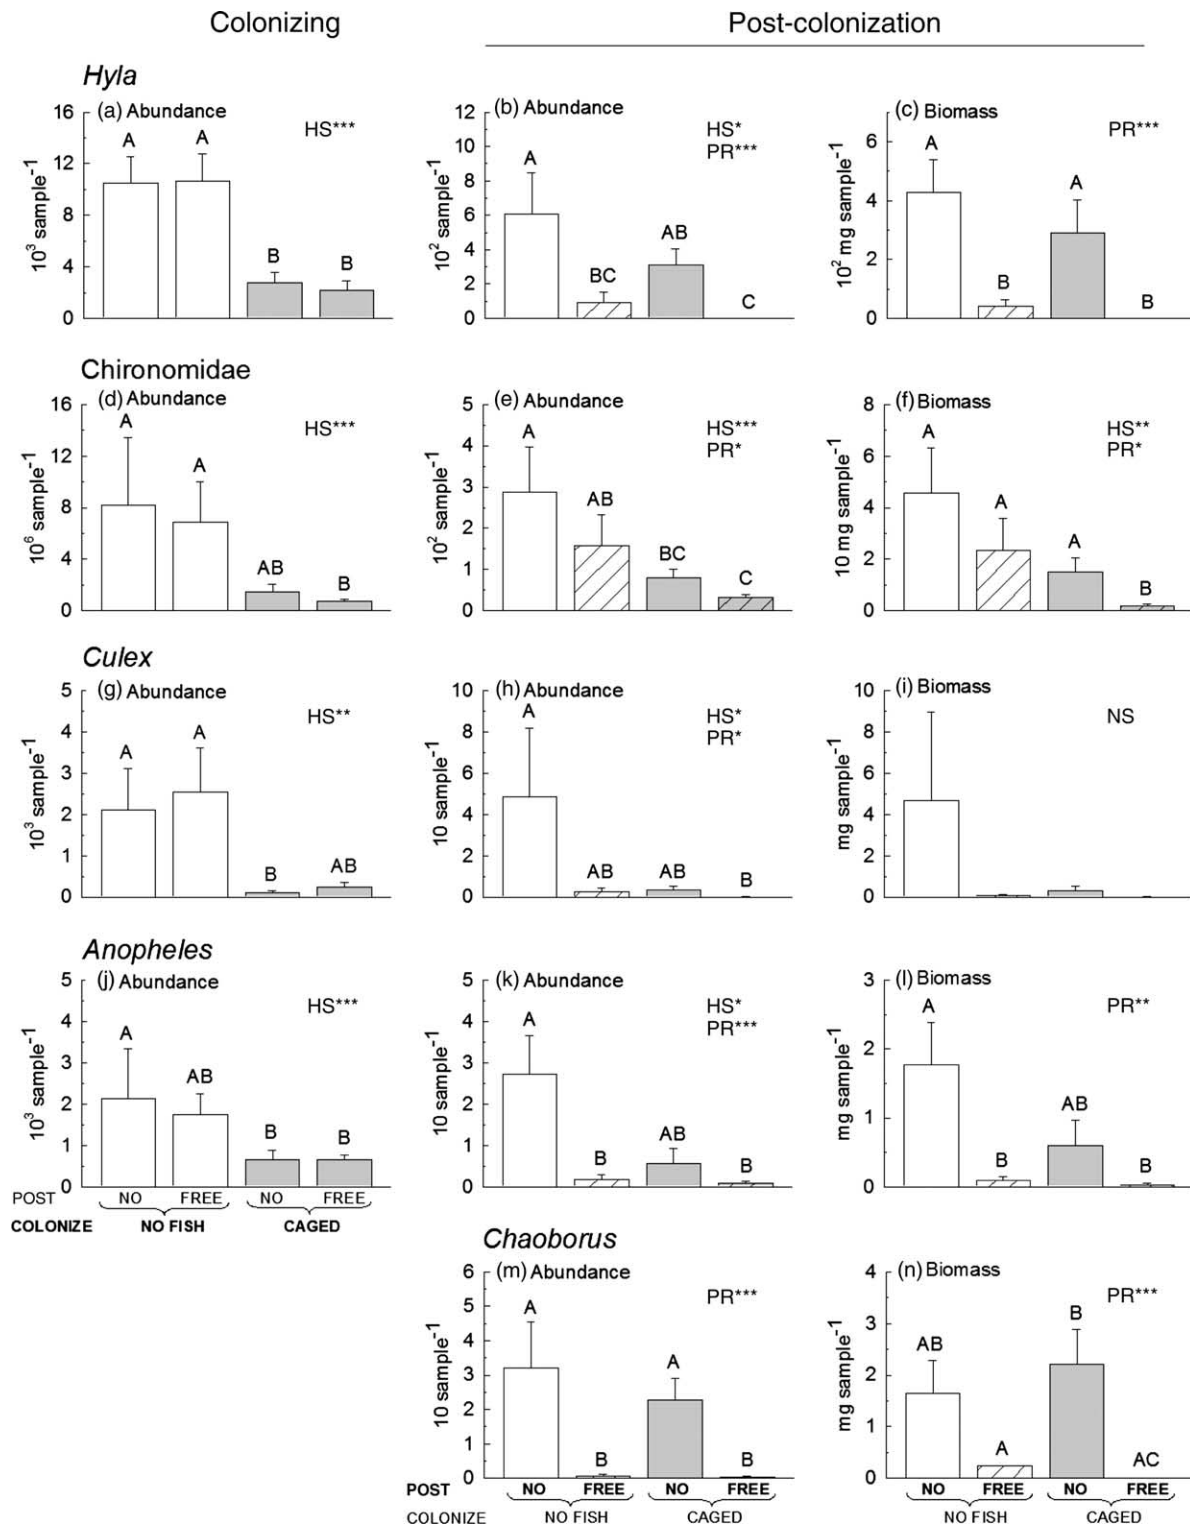 Colonizing Post-colonization
Hyla
(a) Abundance HS***
16
12
8
4
0
10³ sample⁻¹
A A B B
(b) Abundance HS*
PR***
12
10
8
6
4
2
0
10² sample⁻¹
A BC AB C
(c) Biomass PR***
6
4
2
0
10² mg sample⁻¹
A B A B
Chironomidae
(d) Abundance HS***
16
12
8
4
0
10⁶ sample⁻¹
A A AB B
(e) Abundance HS***
PR*
5
4
3
2
1
0
10² sample⁻¹
A AB BC C
(f) Biomass HS**
PR*
8
6
4
2
0
10 mg sample⁻¹
A A A B
Culex
(g) Abundance HS**
5
4
3
2
1
0
10³ sample⁻¹
A A B AB
(h) Abundance HS*
PR*
10
8
6
4
2
0
10 sample⁻¹
A AB AB B
(i) Biomass NS
10
8
6
4
2
0
mg sample⁻¹
Anopheles
(j) Abundance HS***
5
4
3
2
1
0
10³ sample⁻¹
A AB B B
POST NO FREE NO FREE
COLONIZE NO FISH CAGED
(k) Abundance HS*
PR***
5
4
3
2
1
0
10 sample⁻¹
A B AB B
(l) Biomass PR**
3
2
1
0
mg sample⁻¹
A B AB B
Chaoborus
(m) Abundance PR***
6
5
4
3
2
1
0
10 sample⁻¹
A B A B
(n) Biomass PR***
4
3
2
1
0
mg sample⁻¹
AB A B AC
POST NO FREE NO FREE NO FREE NO FREE
COLONIZE NO FISH CAGED NO FISH CAGED